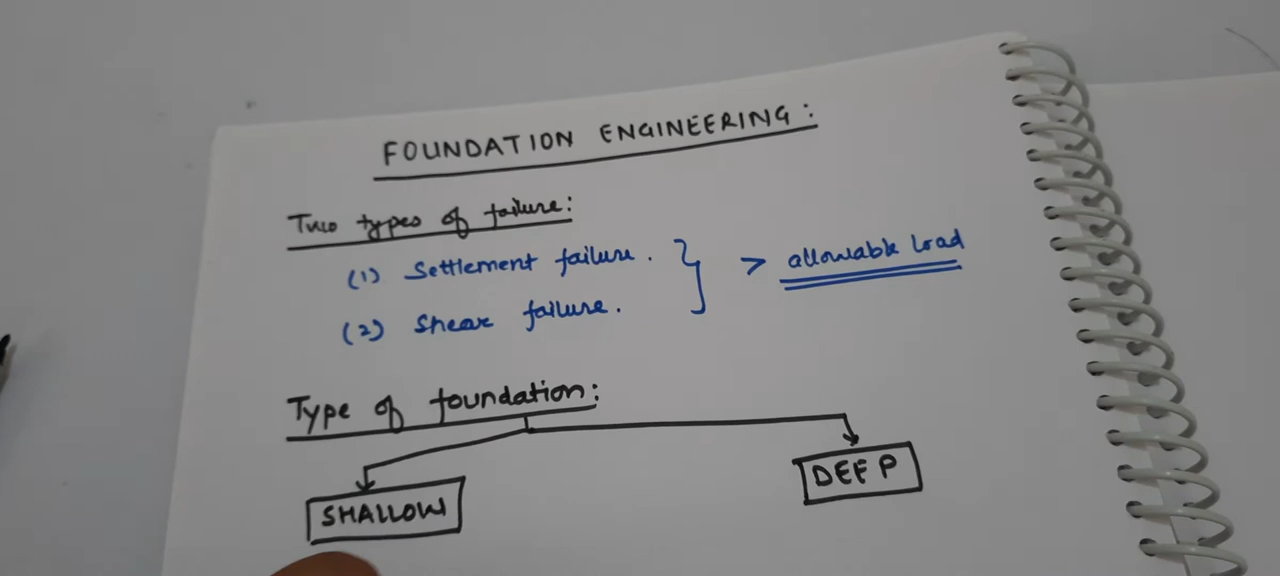 FOUNDATION ENGINEERING:
Two types of failure:
(1) Settlement failure.
(2) Shear failure.
} > allowable load
Type of foundation:
SHALLOW
DEEP